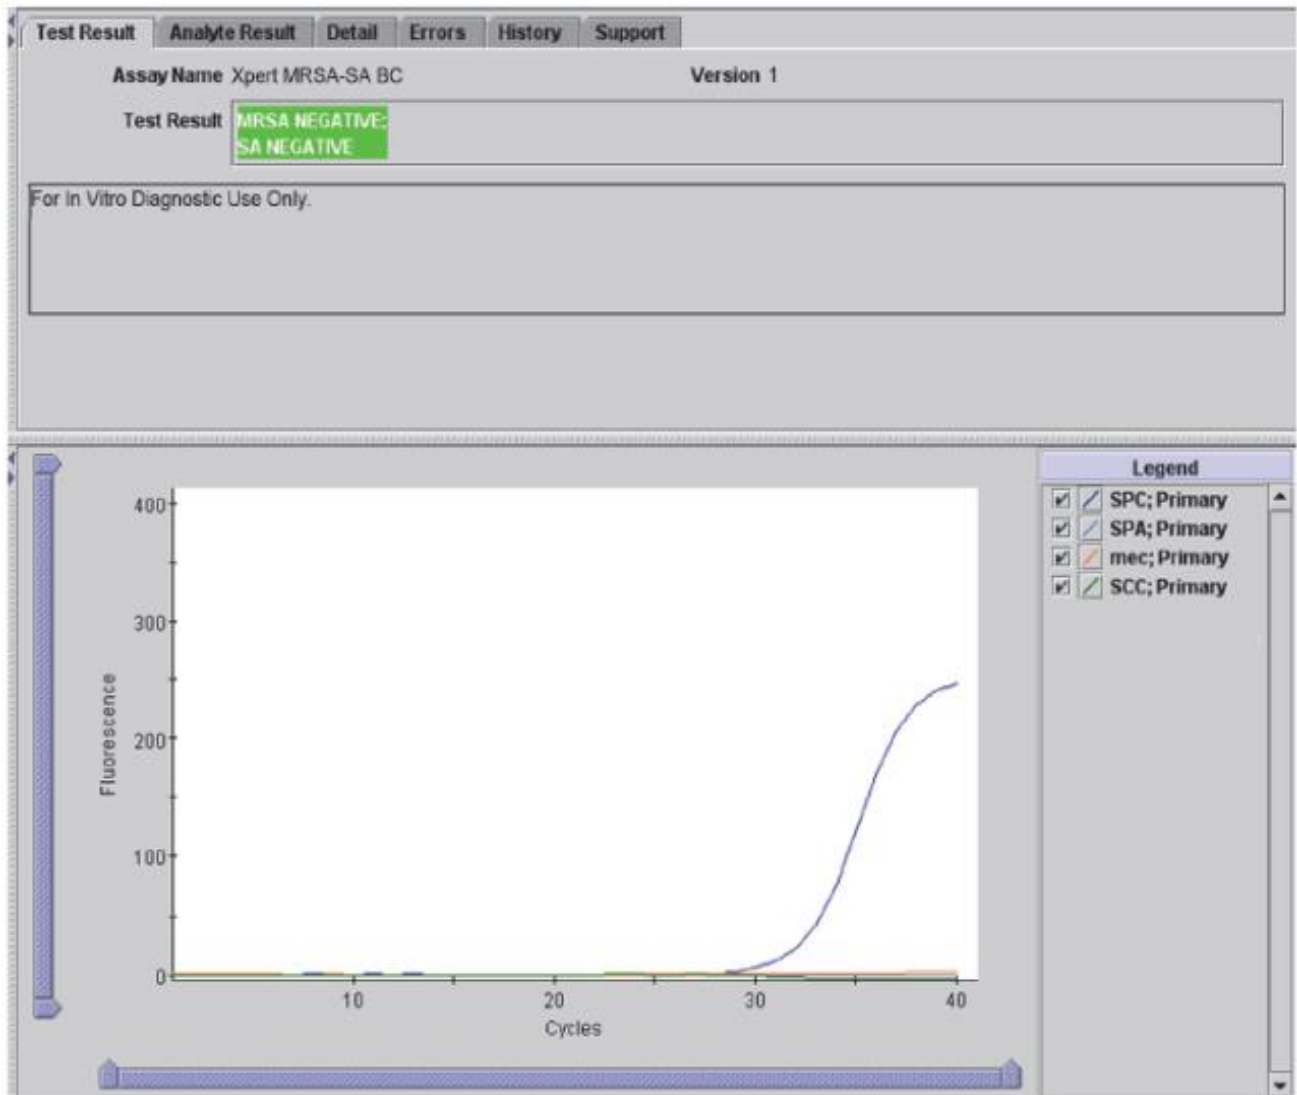 Test Result Analyte Result Detail Errors History Support
Assay Name Xpert MRSA-SA BC Version 1
Test Result MRSA NEGATIVE;
SA NEGATIVE
For In Vitro Diagnostic Use Only.
Legend
SPC; Primary
SPA; Primary
mec; Primary
SCC; Primary
400
300
200
100
0
Fluorescence
10 20 30 40
Cycles